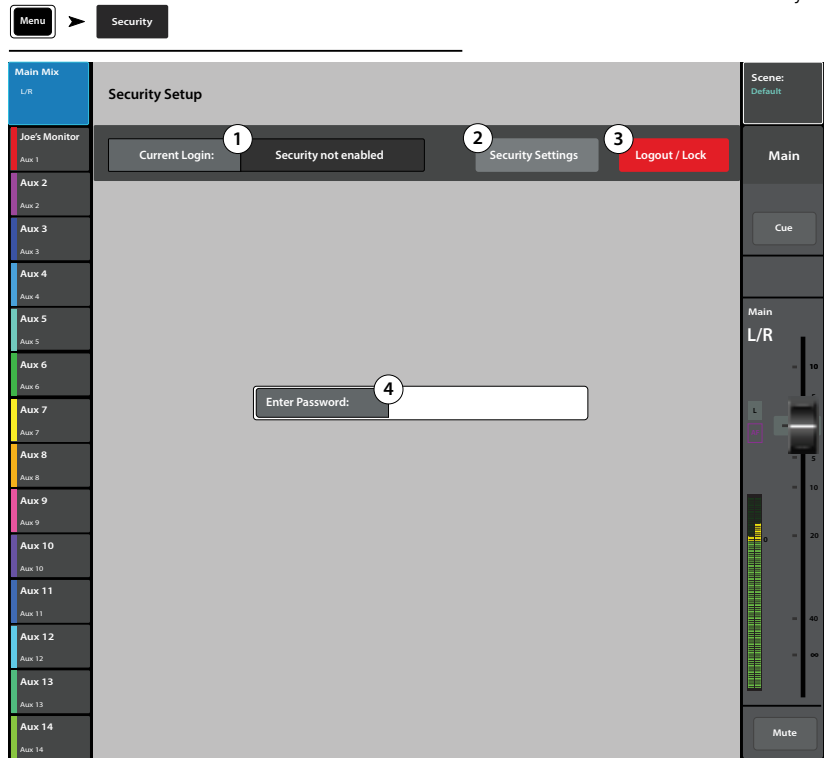 Menu
Security
Main Mix
L/R
Security Setup
Scene:
Default
1
2
3
Current Login:
Security not enabled
Security Settings
Logout / Lock
Main
Joe's Monitor
Aux 1
Aux 2
Aux 2
Aux 3
Aux 3
Cue
Aux 4
Aux 4
Aux 5
Aux 5
Main
L/R
Aux 6
Aux 6
10
4
Enter Password:
Aux 7
Aux 7
L
Aux 8
Aux 8
5
Aux 9
Aux 9
10
Aux 10
Aux 10
0
20
Aux 11
Aux 11
40
Aux 12
Aux 12
∞
Aux 13
Aux 13
Aux 14
Aux 14
Mute